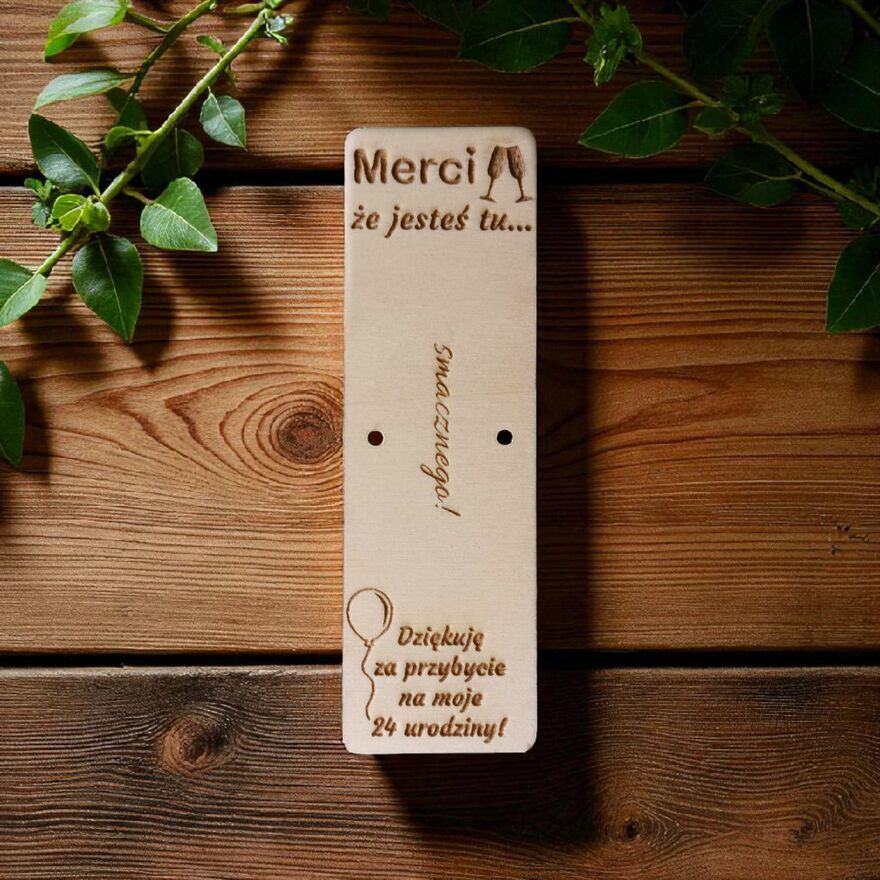 Merci
że jesteś tu...
smacznego!
Dziękuję
za przybycie
na moje
24 urodziny!